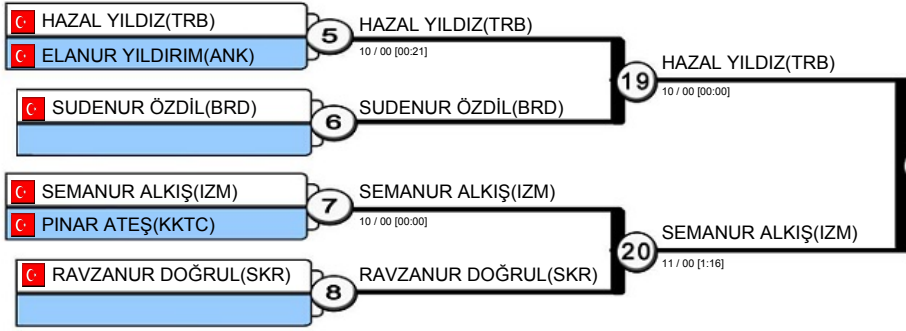 HAZAL YILDIZ(TRB)
ELANUR YILDIRIM(ANK)
5
HAZAL YILDIZ(TRB)
10 / 00 [00:21]
SUDENUR ÖZDİL(BRD)
6
SUDENUR ÖZDİL(BRD)
19
HAZAL YILDIZ(TRB)
10 / 00 [00:00]
SEMANUR ALKIŞ(IZM)
PINAR ATEŞ(KKTC)
7
SEMANUR ALKIŞ(IZM)
10 / 00 [00:00]
RAVZANUR DOĞRUL(SKR)
8
RAVZANUR DOĞRUL(SKR)
20
SEMANUR ALKIŞ(IZM)
11 / 00 [1:16]